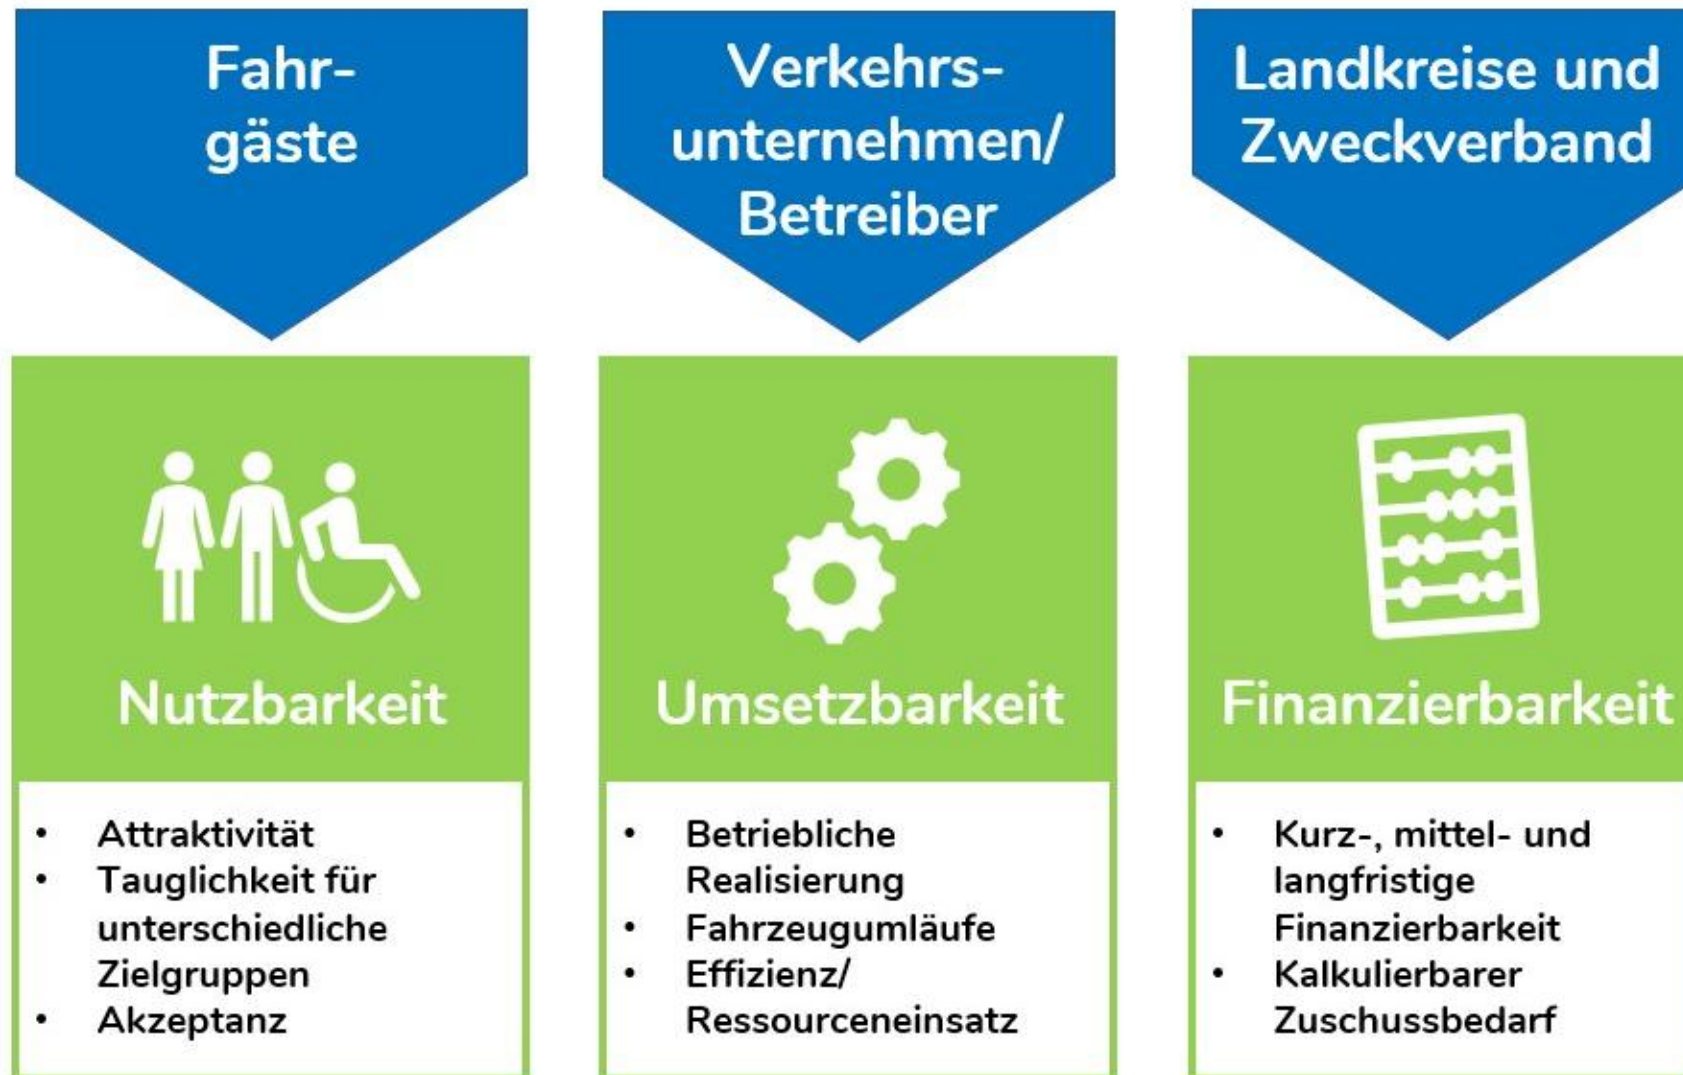 Fahr-
gäste
Nutzbarkeit
• Attraktivität
• Tauglichkeit für
unterschiedliche
Zielgruppen
• Akzeptanz
Verkehrs-
unternehmen/
Betreiber
Umsetzbarkeit
• Betriebliche
Realisierung
• Fahrzeugumläufe
• Effizienz/
Ressourceneinsatz
Landkreise und
Zweckverband
Finanzierbarkeit
• Kurz-, mittel- und
langfristige
Finanzierbarkeit
• Kalkulierbarer
Zuschussbedarf